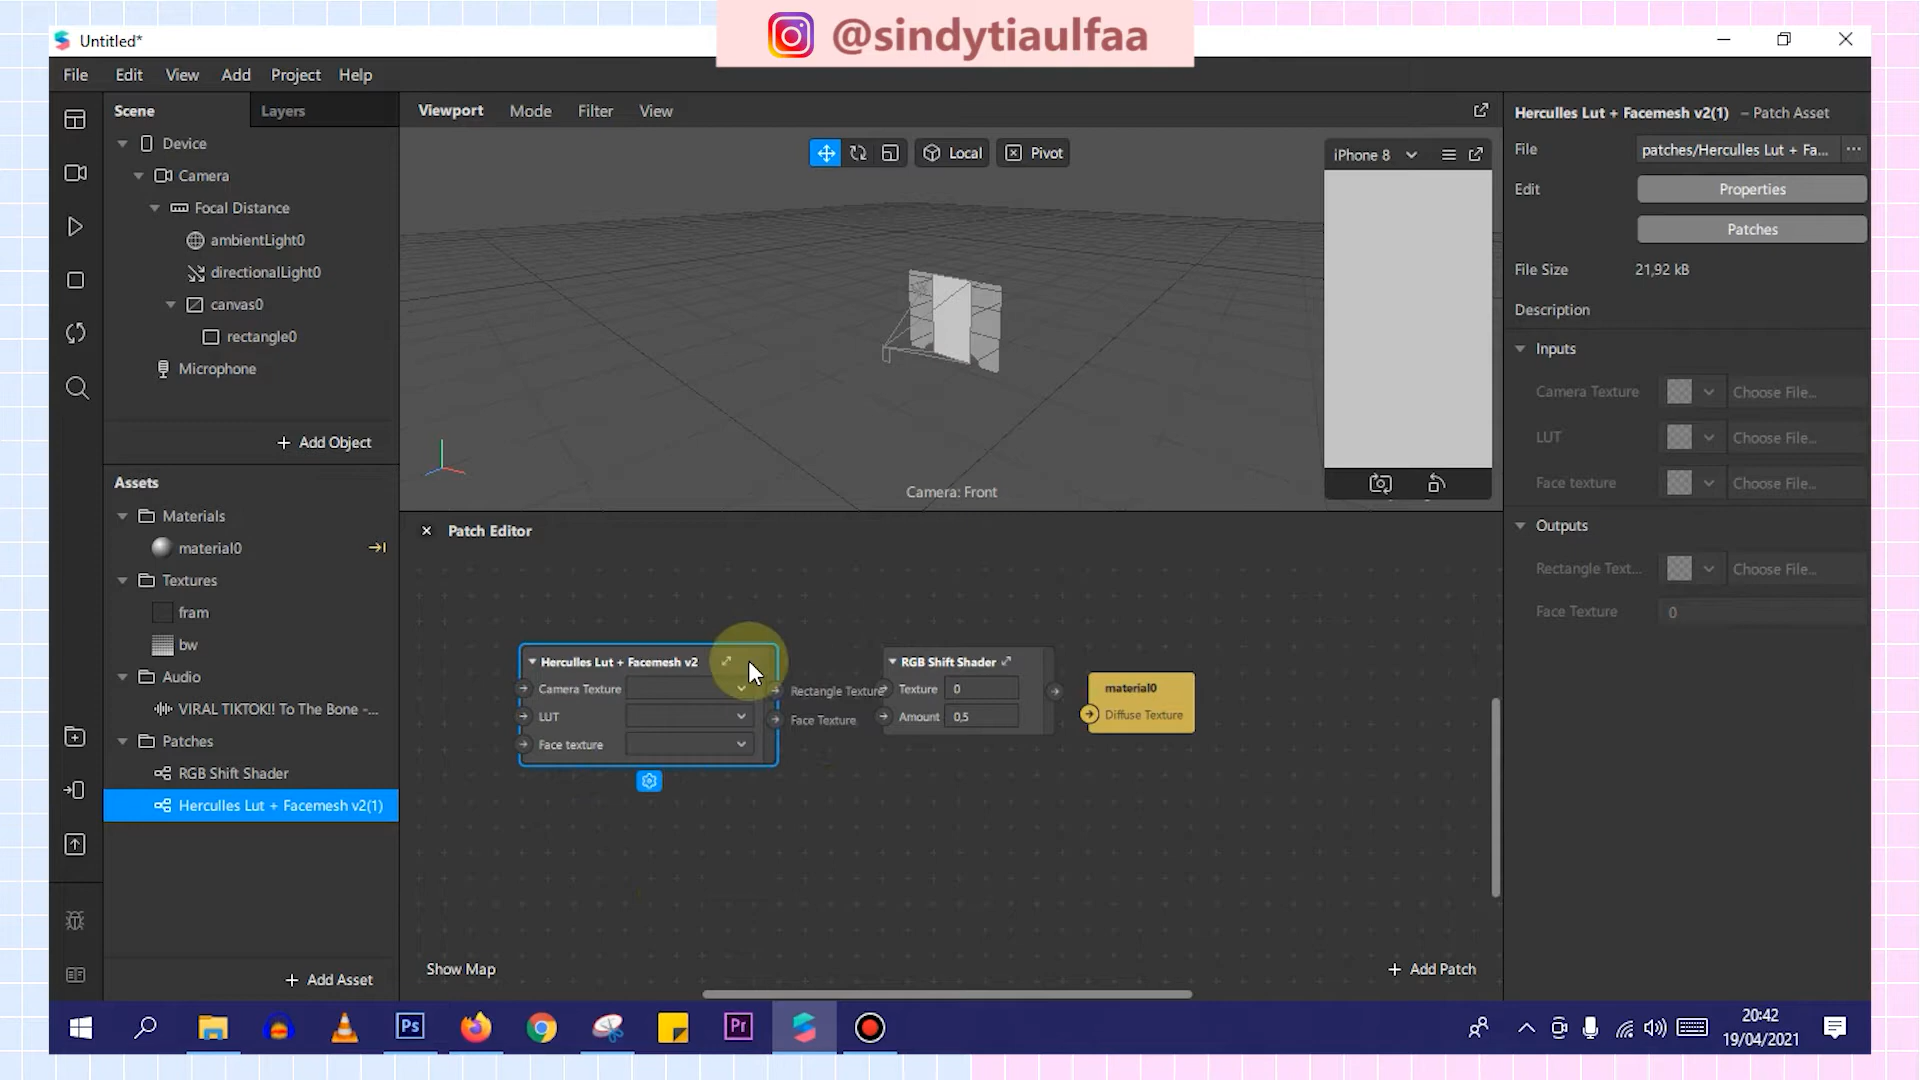 @sindytiaulfaa
Untitled*
File Edit View Add Project Help
Scene Layers
Device
Camera
Focal Distance
ambientLight0
directionalLight0
canvas0
rectangle0
Microphone
+ Add Object
Assets
Materials
material0
Textures
fram
bw
Audio
VIRAL TIKTOK!! To The Bone -...
Patches
RGB Shift Shader
Herculles Lut + Facemesh v2(1)
+ Add Asset
Viewport Mode Filter View
Local Pivot
iPhone 8
Camera: Front
Patch Editor
Herculles Lut + Facemesh v2
Camera Texture
LUT
Face texture
Rectangle Texture
Face Texture
RGB Shift Shader
Texture 0
Amount 0,5
material0
Diffuse Texture
Show Map
+ Add Patch
Herculles Lut + Facemesh v2(1) – Patch Asset
File patches/Herculles Lut + Fa... ...
Edit Properties
Patches
File Size 21,92 kB
Description
Inputs
Camera Texture Choose File...
LUT Choose File...
Face texture Choose File...
Outputs
Rectangle Text... Choose File...
Face Texture 0
Ps
Pr
20:42
19/04/2021